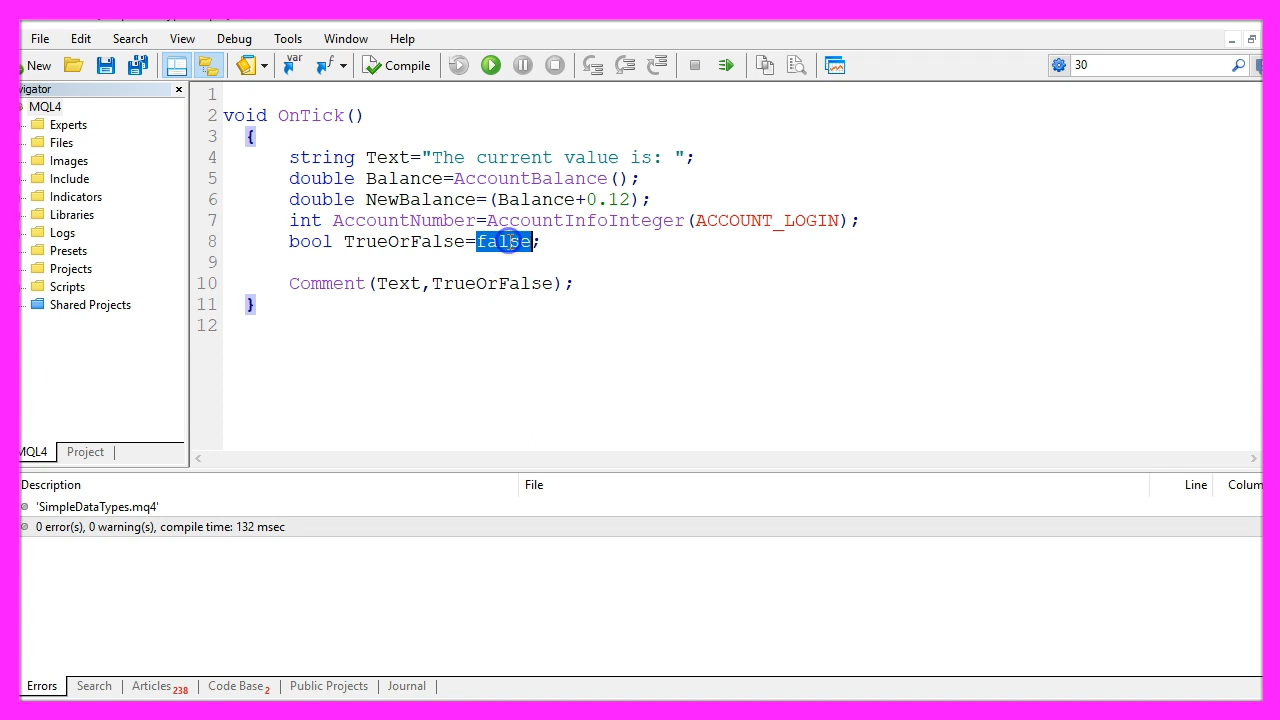 File Edit Search View Debug Tools Window Help
New Compile 30
vigator
MQL4
Experts
Files
Images
Include
Indicators
Libraries
Logs
Presets
Projects
Scripts
Shared Projects
MQL4 Project
1
2 void OnTick()
3 {
4 string Text="The current value is: ";
5 double Balance=AccountBalance();
6 double NewBalance=(Balance+0.12);
7 int AccountNumber=AccountInfoInteger(ACCOUNT_LOGIN);
8 bool TrueOrFalse=false;
9
10 Comment(Text,TrueOrFalse);
11 }
12
Description File Line Colum
'SimpleDataTypes.mq4'
0 error(s), 0 warning(s), compile time: 132 msec
Errors Search Articles 238 Code Base 2 Public Projects Journal